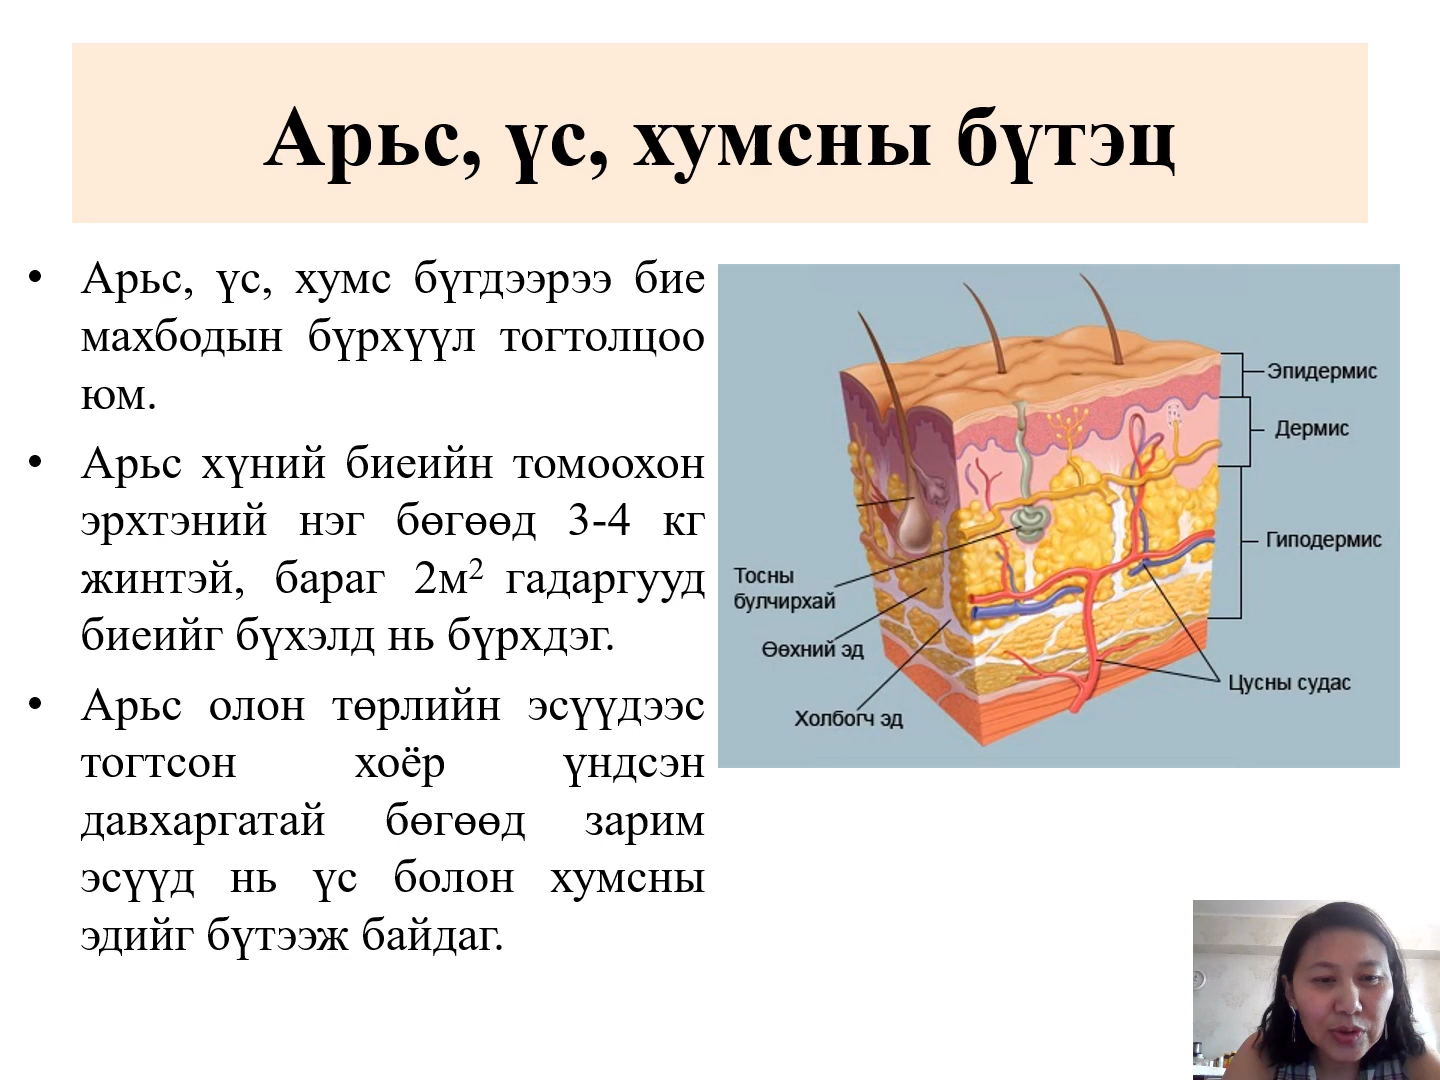 Арьс, үс, хумсны бүтэц
• Арьс, үс, хумс бүгдээрээ бие
махбодын бүрхүүл тогтолцоо
юм.
• Арьс хүний биеийн томоохон
эрхтэний нэг бөгөөд 3-4 кг
жинтэй, бараг 2м² гадаргууд
биеийг бүхэлд нь бүрхдэг.
• Арьс олон төрлийн эсүүдээс
тогтсон хоёр үндсэн
давхаргатай бөгөөд зарим
эсүүд нь үс болон хумсны
эдийг бүтээж байдаг.
Эпидермис
Дермис
Гиподермис
Тосны
булчирхай
Өөхний эд
Холбогч эд
Цусны судас